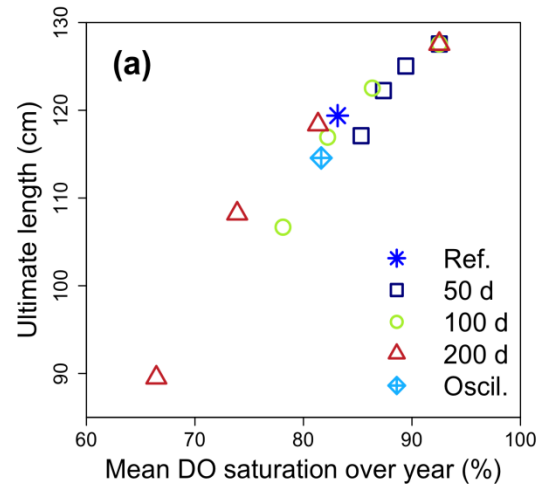 (a)
Ultimate length (cm)
130
120
110
100
90
Ref.
50 d
100 d
200 d
Oscil.
60 70 80 90 100
Mean DO saturation over year (%)